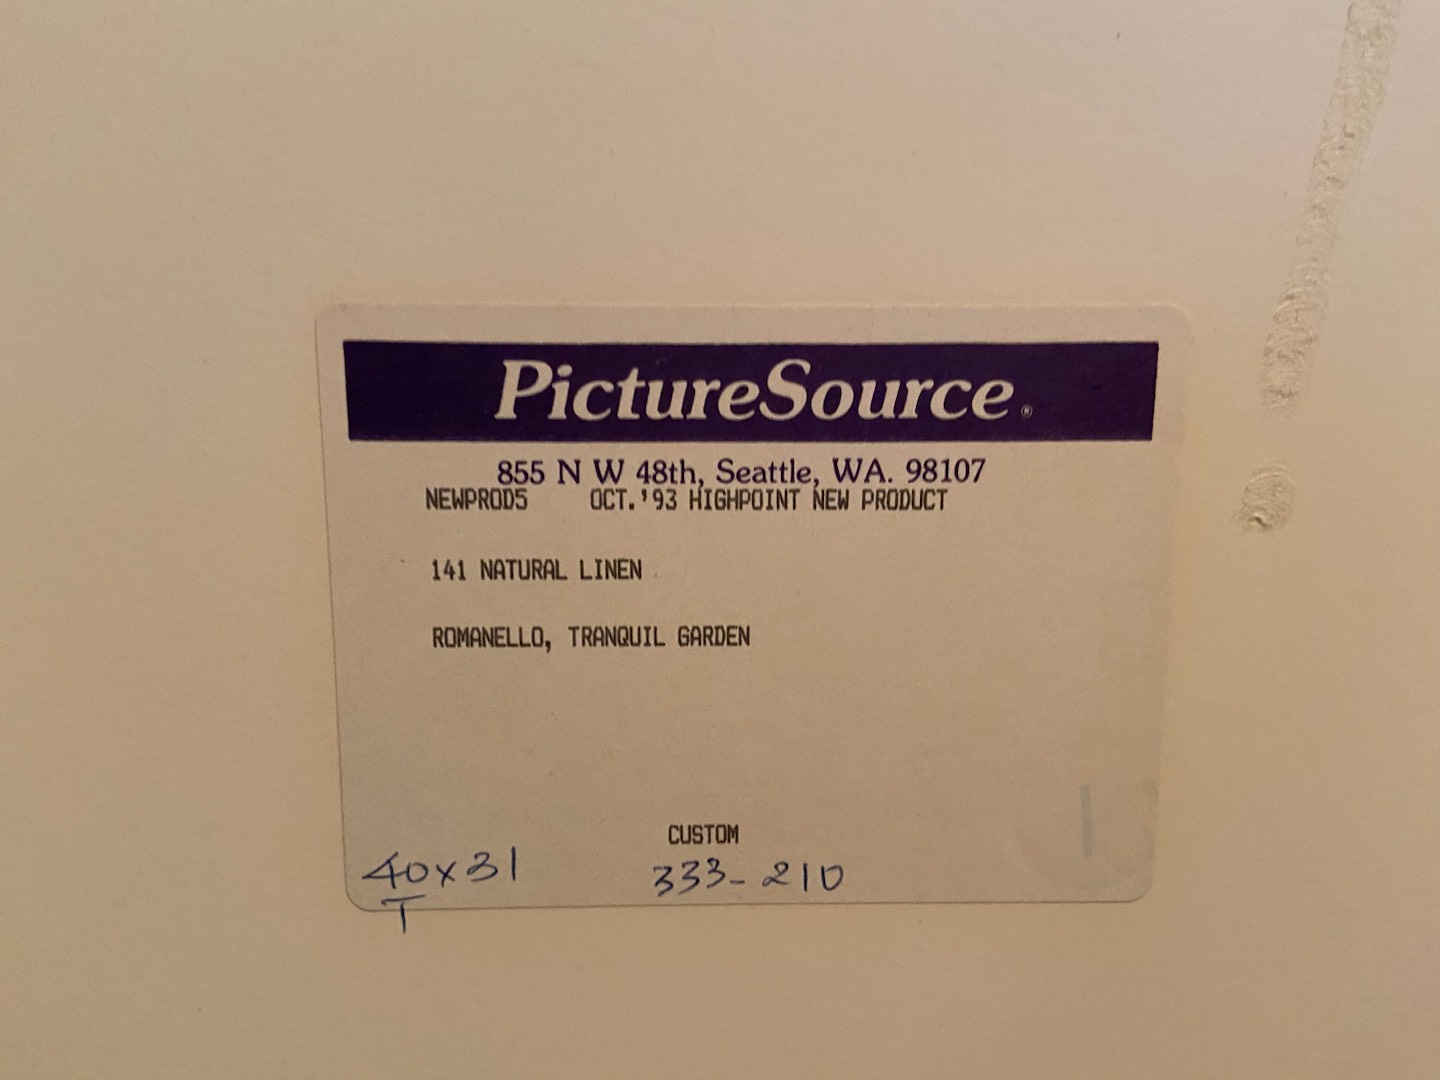 PictureSource®
855 N W 48th, Seattle, WA. 98107
NEWPROD5 OCT.'93 HIGHPOINT NEW PRODUCT
141 NATURAL LINEN
ROMANELLO, TRANQUIL GARDEN
CUSTOM
40x31 333-210
T